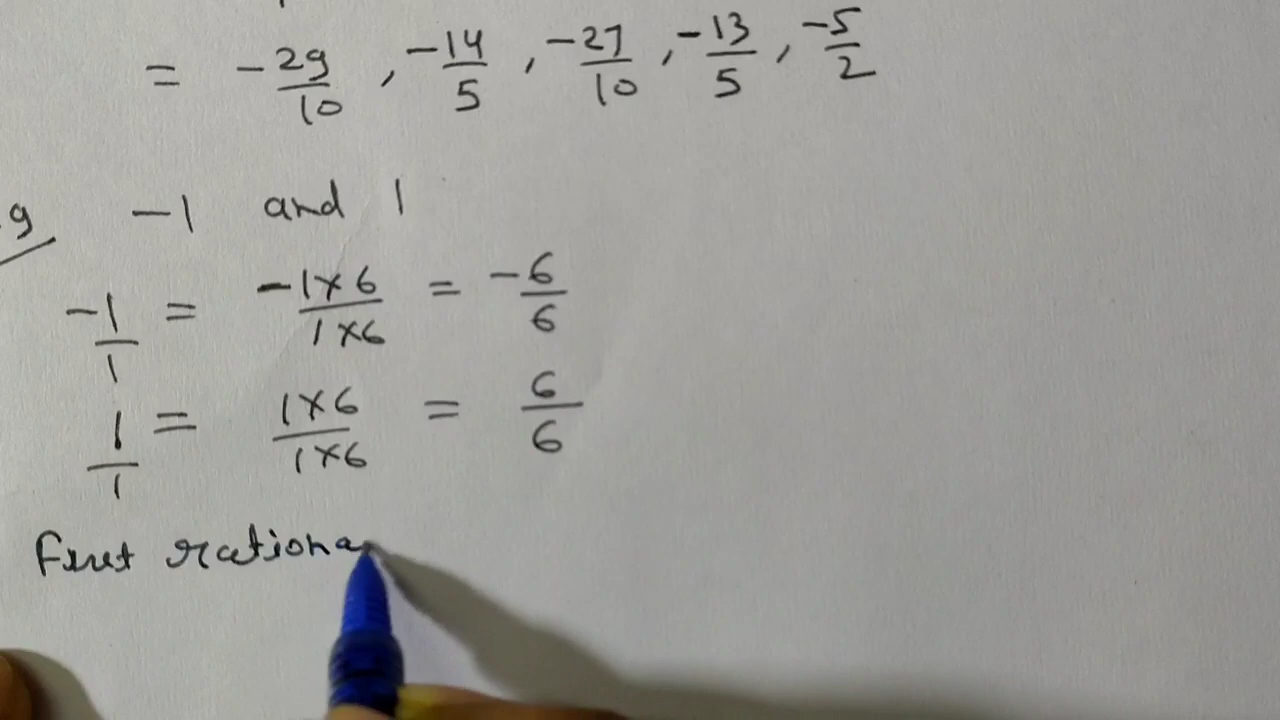 = -29/10 , -14/5 , -27/10 , -13/5 , -5/2
9 -1 and 1
-1/1 = -1×6/1×6 = -6/6
1/1 = 1×6/1×6 = 6/6
First rationa